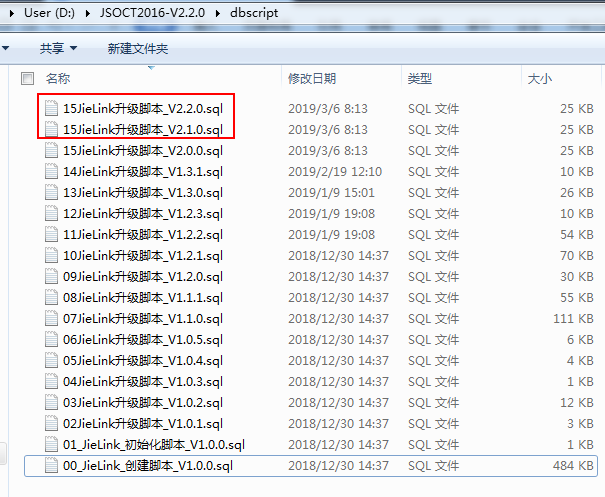 User (D:) JSOCT2016-V2.2.0 dbscript
共享 新建文件夹
名称 修改日期 类型 大小
15JieLink升级脚本_V2.2.0.sql 2019/3/6 8:13 SQL 文件 25 KB
15JieLink升级脚本_V2.1.0.sql 2019/3/6 8:13 SQL 文件 25 KB
15JieLink升级脚本_V2.0.0.sql 2019/3/6 8:13 SQL 文件 25 KB
14JieLink升级脚本_V1.3.1.sql 2019/2/19 12:10 SQL 文件 10 KB
13JieLink升级脚本_V1.3.0.sql 2019/1/9 15:01 SQL 文件 26 KB
12JieLink升级脚本_V1.2.3.sql 2019/1/9 19:08 SQL 文件 10 KB
11JieLink升级脚本_V1.2.2.sql 2019/1/9 19:08 SQL 文件 54 KB
10JieLink升级脚本_V1.2.1.sql 2018/12/30 14:37 SQL 文件 70 KB
09JieLink升级脚本_V1.2.0.sql 2018/12/30 14:37 SQL 文件 30 KB
08JieLink升级脚本_V1.1.1.sql 2018/12/30 14:37 SQL 文件 55 KB
07JieLink升级脚本_V1.1.0.sql 2018/12/30 14:37 SQL 文件 111 KB
06JieLink升级脚本_V1.0.5.sql 2018/12/30 14:37 SQL 文件 6 KB
05JieLink升级脚本_V1.0.4.sql 2018/12/30 14:37 SQL 文件 4 KB
04JieLink升级脚本_V1.0.3.sql 2018/12/30 14:37 SQL 文件 1 KB
03JieLink升级脚本_V1.0.2.sql 2018/12/30 14:37 SQL 文件 12 KB
02JieLink升级脚本_V1.0.1.sql 2018/12/30 14:37 SQL 文件 3 KB
01_JieLink_初始化脚本_V1.0.0.sql 2018/12/30 14:37 SQL 文件 1 KB
00_JieLink_创建脚本_V1.0.0.sql 2018/12/30 14:37 SQL 文件 484 KB